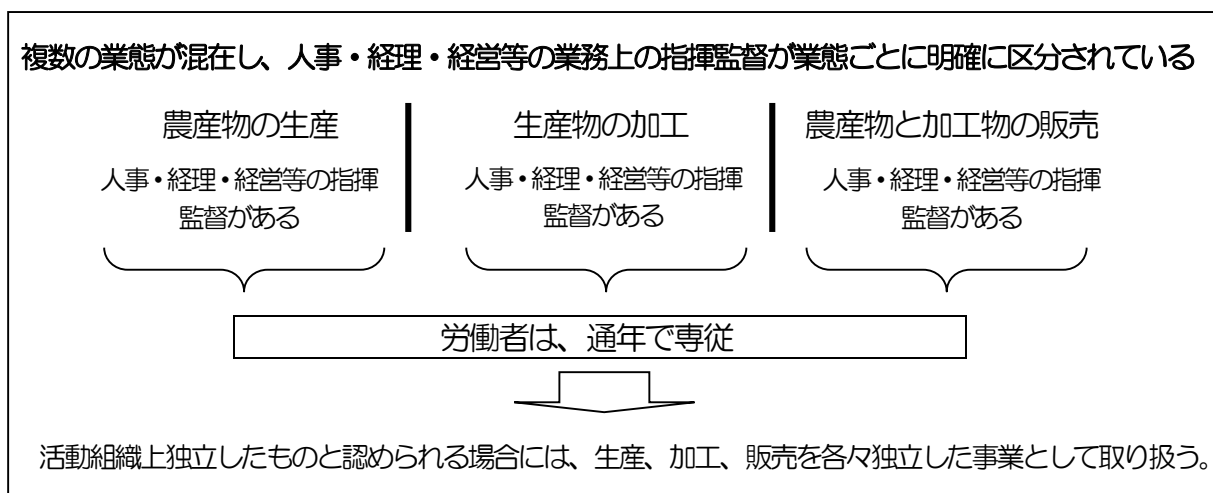 複数の業態が混在し、人事・経理・経営等の業務上の指揮監督が業態ごとに明確に区分されている
農産物の生産
人事・経理・経営等の指揮
監督がある
生産物の加工
人事・経理・経営等の指揮
監督がある
農産物と加工物の販売
人事・経理・経営等の指揮
監督がある
労働者は、通年で専従
活動組織上独立したものと認められる場合には、生産、加工、販売を各々独立した事業として取り扱う。